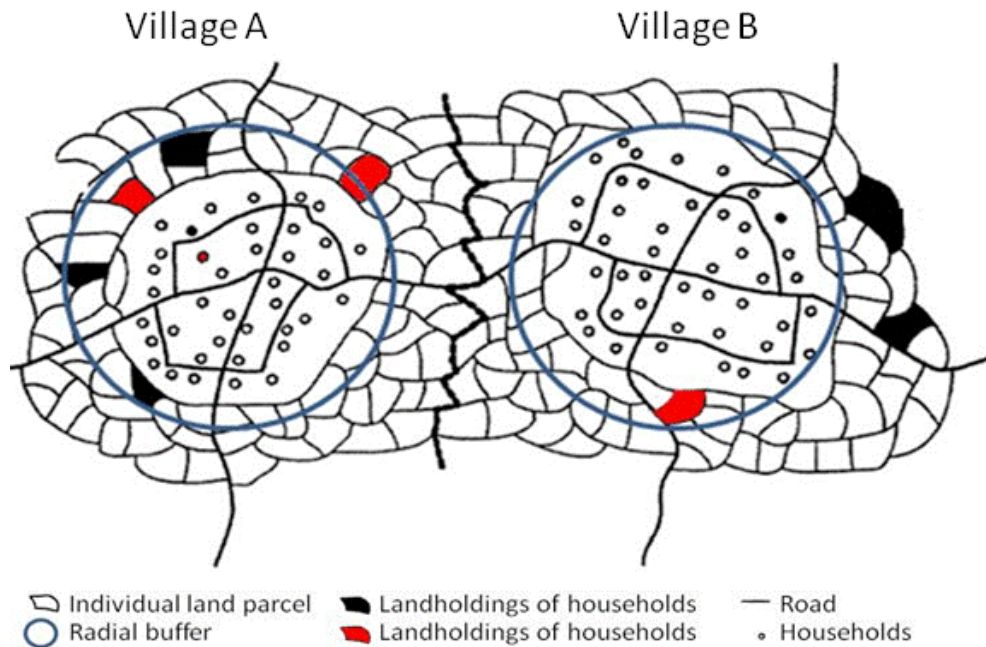 Village A
Village B
Individual land parcel
Landholdings of households
Road
Radial buffer
Landholdings of households
Households